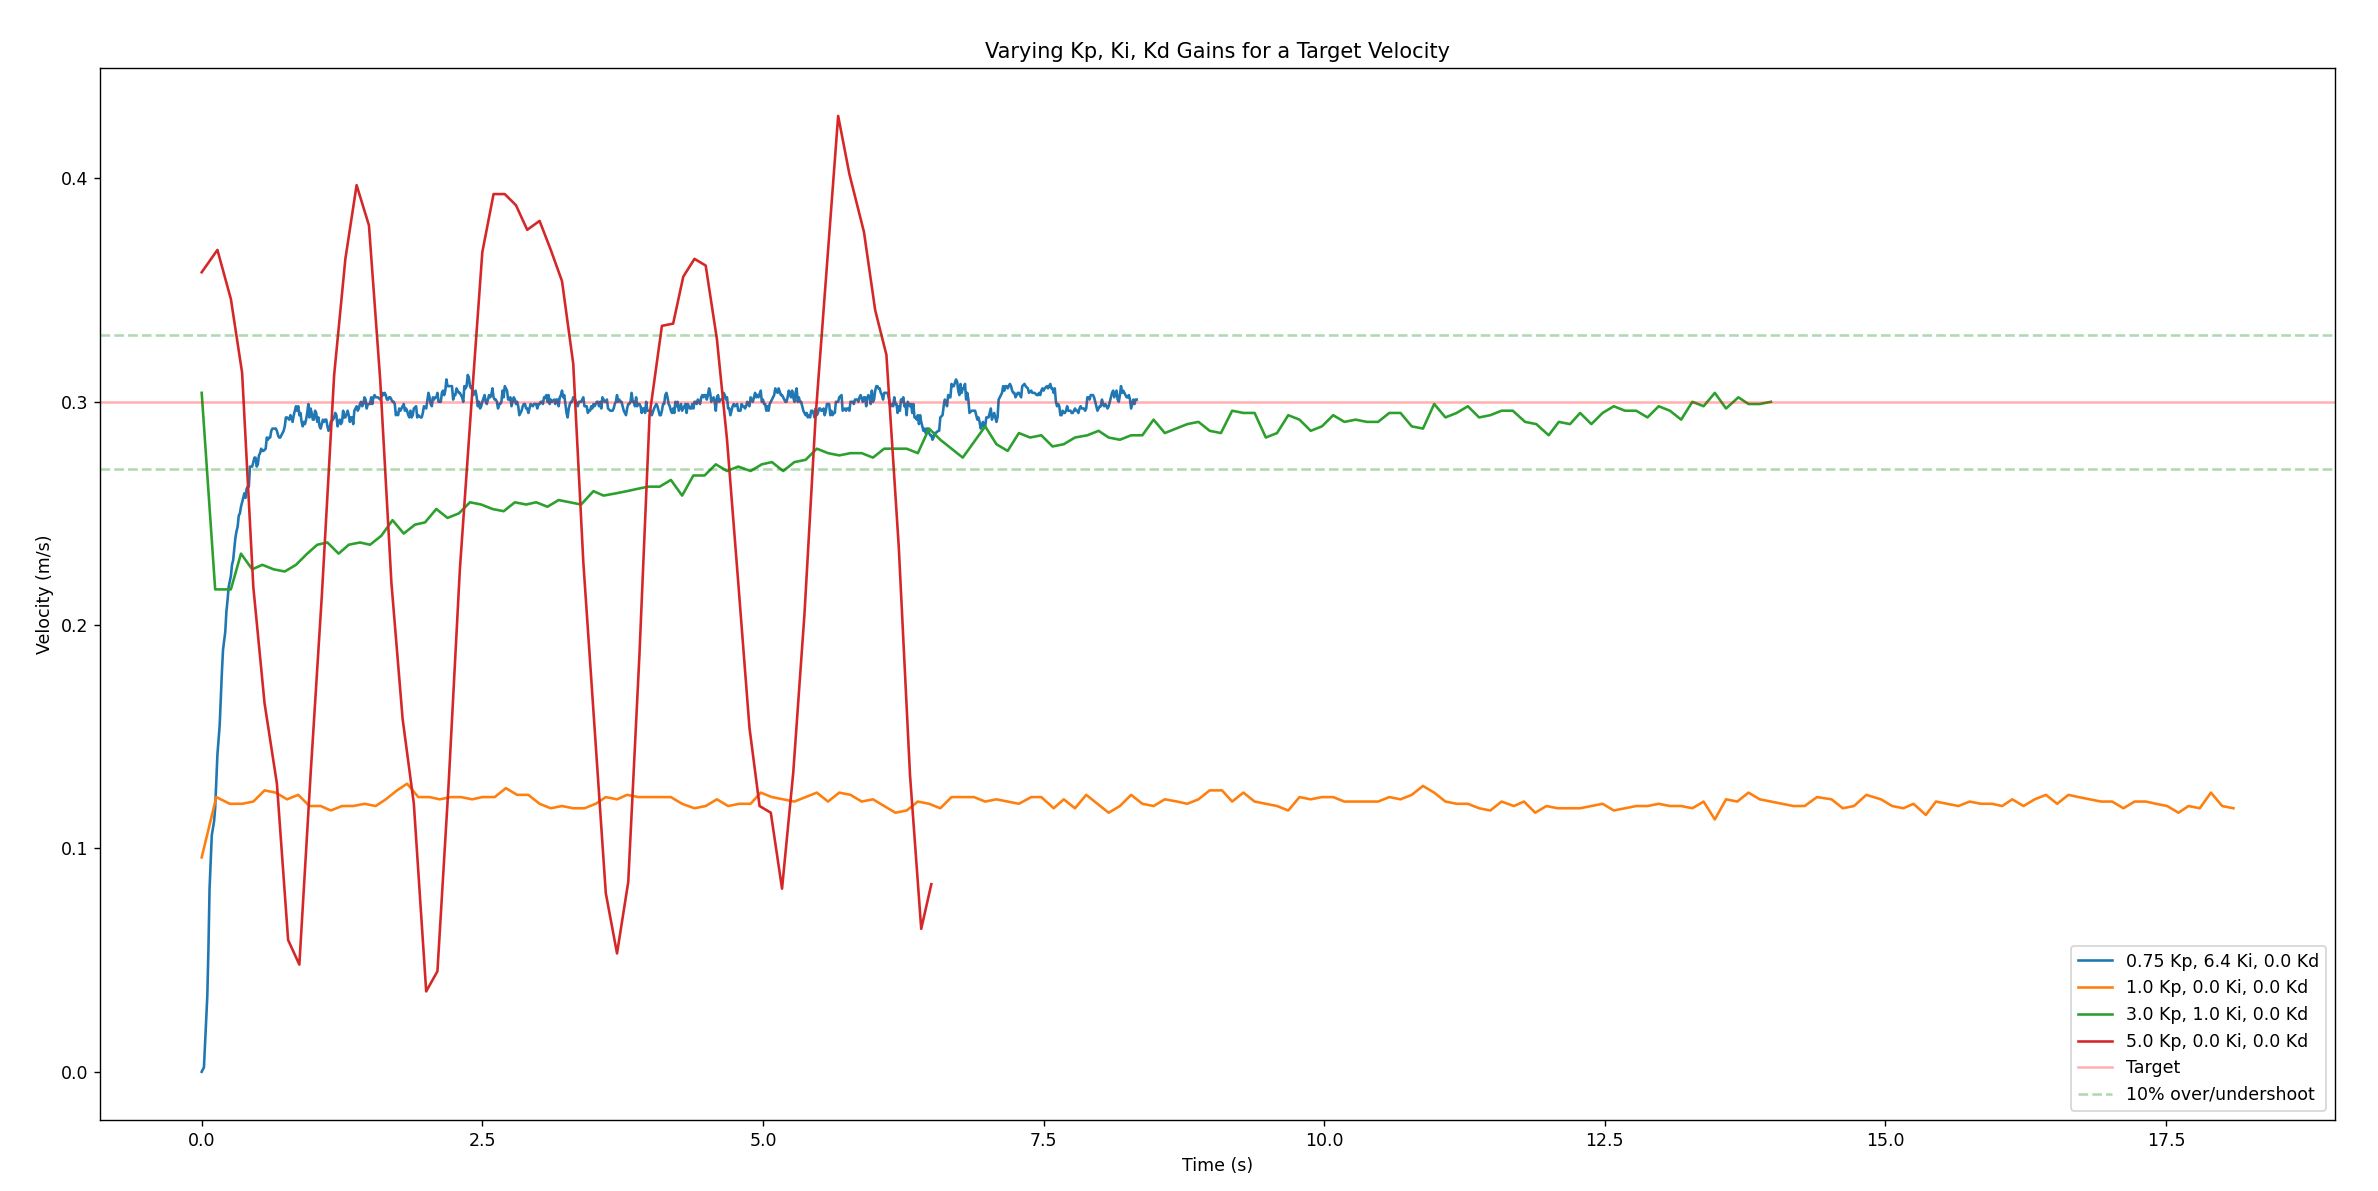 Varying Kp, Ki, Kd Gains for a Target Velocity
Velocity (m/s)
0.4
0.3
0.2
0.1
0.0
0.0 2.5 5.0 7.5 10.0 12.5 15.0 17.5
Time (s)
0.75 Kp, 6.4 Ki, 0.0 Kd
1.0 Kp, 0.0 Ki, 0.0 Kd
3.0 Kp, 1.0 Ki, 0.0 Kd
5.0 Kp, 0.0 Ki, 0.0 Kd
Target
10% over/undershoot